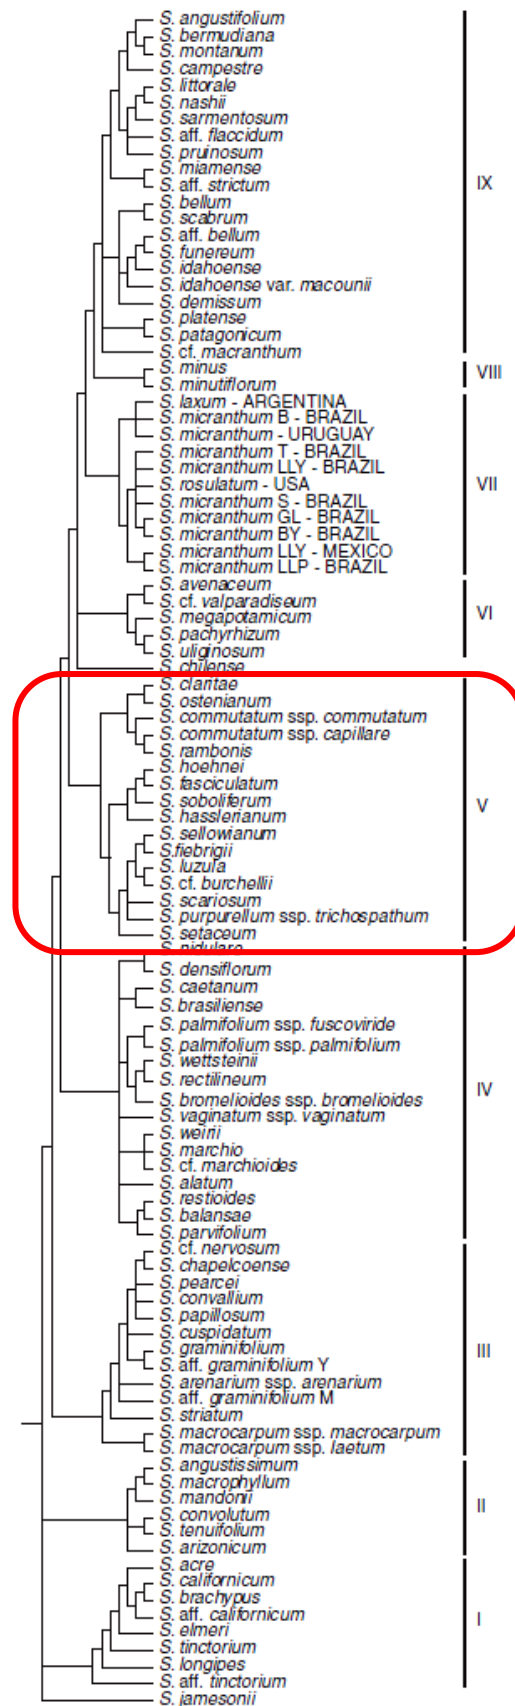 S. angustifolium
S. bermudiana
S. montanum
S. campestre
S. littorale
S. nashii
S. sarmentosum
S. aff. flaccidum
S. pruinosum
S. miamense
S. aff. strictum
IX
S. bellum
S. scabrum
S. aff. bellum
S. funereum
S. idahoense
S. idahoense var. macounii
S. demissum
S. platense
S. patagonicum
S. cf. macranthum
S. minus
VIII
S. minutiflorum
S. laxum - ARGENTINA
S. micranthum B - BRAZIL
S. micranthum - URUGUAY
S. micranthum T - BRAZIL
S. micranthum LLY - BRAZIL
S. rosulatum - USA
VII
S. micranthum S - BRAZIL
S. micranthum GL - BRAZIL
S. micranthum BY - BRAZIL
S. micranthum LLY - MEXICO
S. micranthum LLP - BRAZIL
S. avenaceum
S. cf. valparadiseum
VI
S. megapotamicum
S. pachyrhizum
S. uliginosum
S. chilense
S. claritae
S. ostenianum
S. commutatum ssp. commutatum
S. commutatum ssp. capillare
S. rambonis
S. hoehnei
S. fasciculatum
S. soboliferum
V
S. hasslerianum
S. sellowianum
S.fiebrigii
S. luzula
S. cf. burchellii
S. scariosum
S. purpurellum ssp. trichospathum
S. setaceum
S. nidulare
S. densiflorum
S. caetanum
S. brasiliense
S. palmifolium ssp. fuscoviride
S. palmifolium ssp. palmifolium
S. wettsteinii
S. rectilineum
IV
S. bromelioides ssp. bromelioides
S. vaginatum ssp. vaginatum
S. weirii
S. marchio
S. cf. marchioides
S. alatum
S. restioides
S. balansae
S. parvifolium
S. cf. nervosum
S. chapelcoense
S. pearcei
S. convallium
S. papillosum
S. cuspidatum
S. graminifolium
III
S. aff. graminifolium Y
S. arenarium ssp. arenarium
S. aff. graminifolium M
S. striatum
S. macrocarpum ssp. macrocarpum
S. macrocarpum ssp. laetum
S. angustissimum
S. macrophyllum
S. mandonii
II
S. convolutum
S. tenuifolium
S. arizonicum
S. acre
S. californicum
S. brachypus
S. aff. californicum
I
S. elmeri
S. tinctorium
S. longipes
S. aff. tinctorium
S. jamesonii